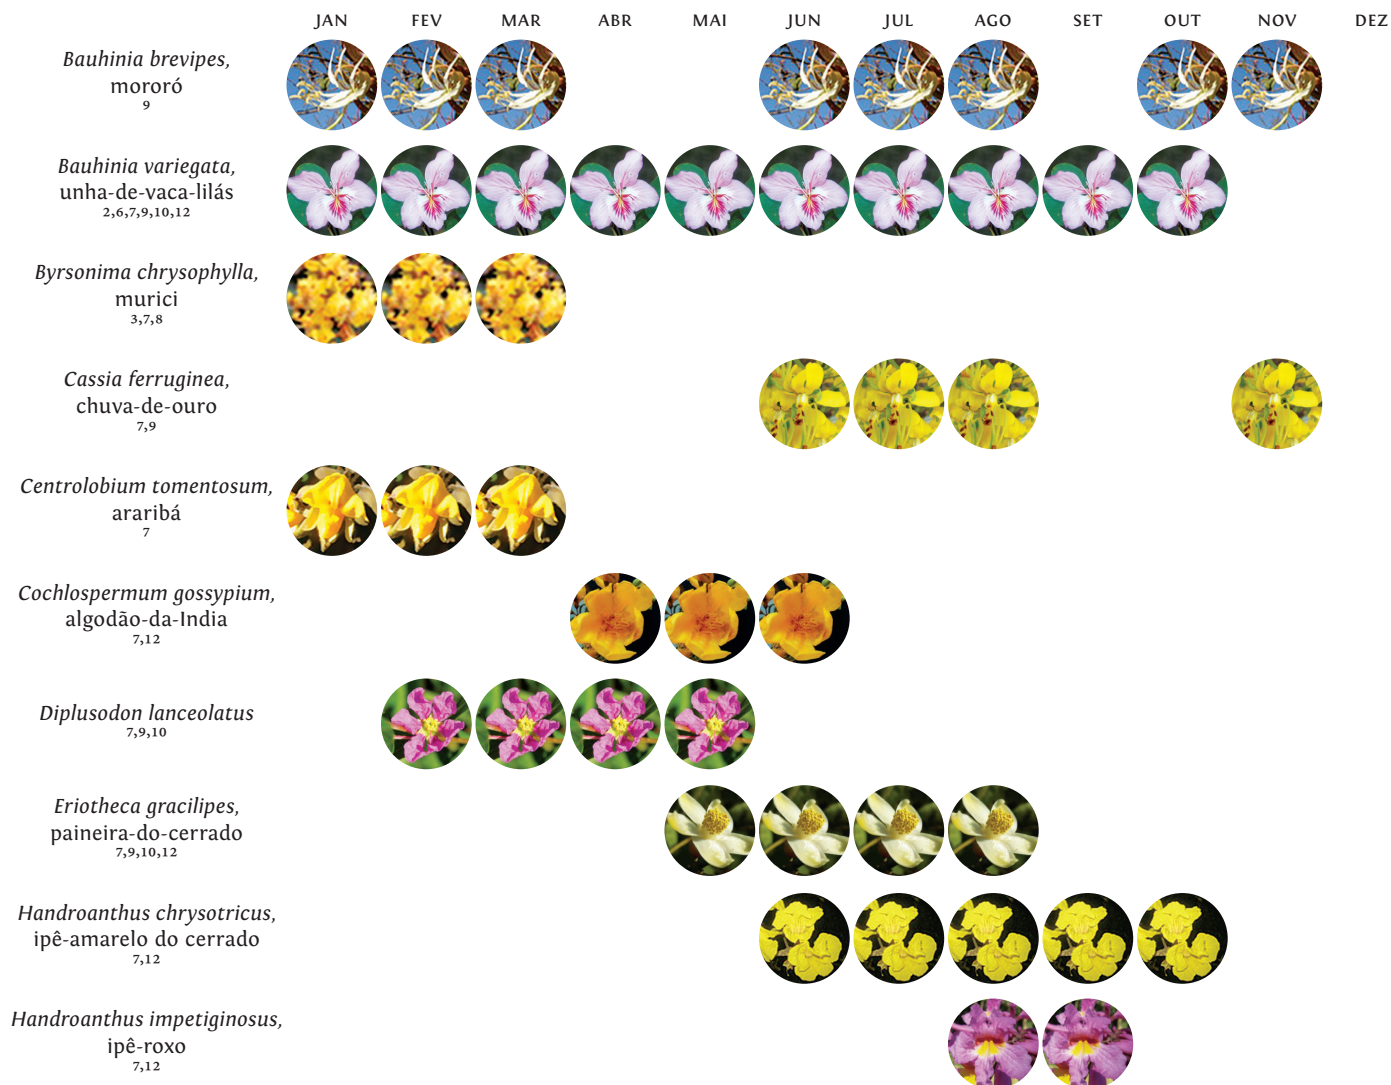 JAN FEV MAR ABR MAI JUN JUL AGO SET OUT NOV DEZ
Bauhinia brevipes,
mororó
9
Bauhinia variegata,
unha-de-vaca-lilás
2,6,7,9,10,12
Byrsonima chrysophylla,
murici
3,7,8
Cassia ferruginea,
chuva-de-ouro
7,9
Centrolobium tomentosum,
araribá
7
Cochlospermum gossypium,
algodão-da-India
7,12
Diplusodon lanceolatus
7,9,10
Eriotheca gracilipes,
paineira-do-cerrado
7,9,10,12
Handroanthus chrysotricus,
ipê-amarelo do cerrado
7,12
Handroanthus impetiginosus,
ipê-roxo
7,12